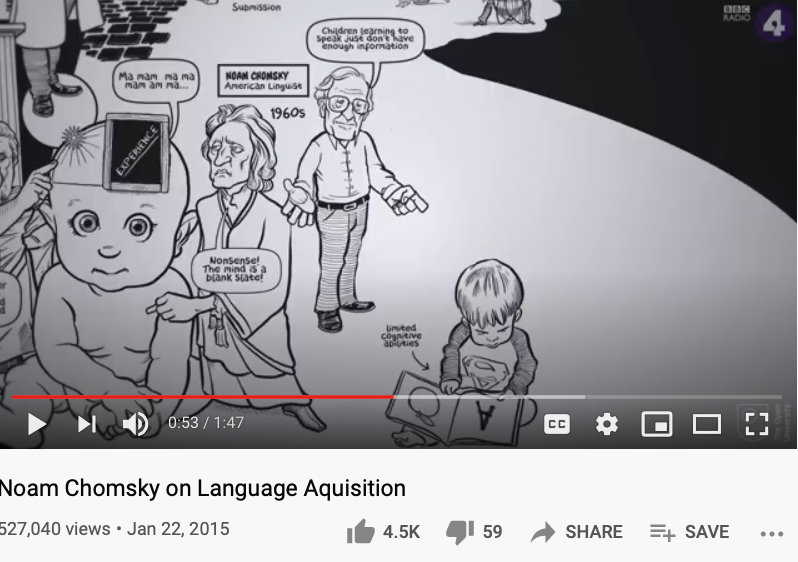 Submission
BBC
RADIO
4
Children learning to
speak just don't have
enough information
Ma mam ma ma
mam am ma...
NOAM CHOMSKY
American Linguist
1960s
EXPERIENCE
Nonsense!
The mind is a
blank slate!
limited
cognitive
abilities
A
0:53 / 1:47
CC
The Open
University
Noam Chomsky on Language Aquisition
527,040 views • Jan 22, 2015
4.5K
59
SHARE
SAVE